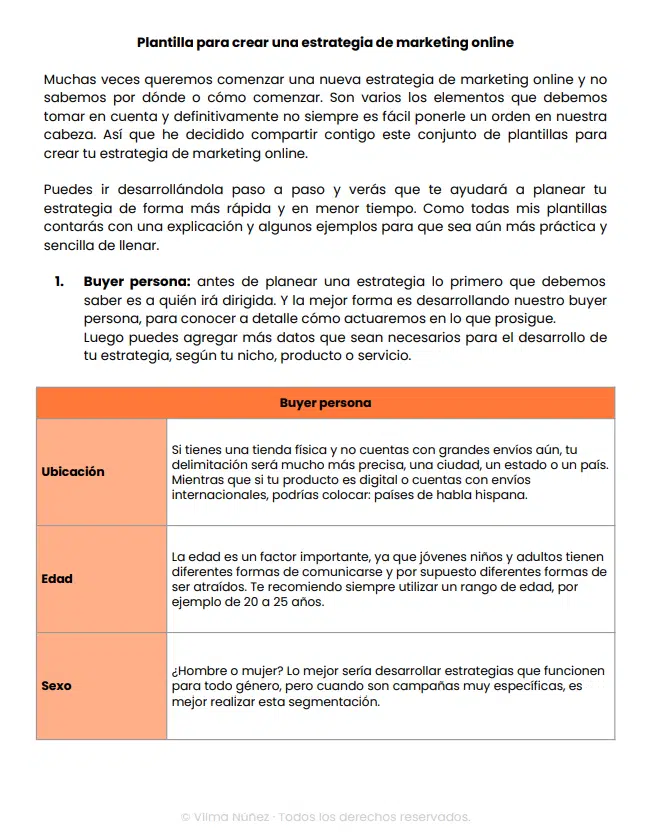 Plantilla para crear una estrategia de marketing online
Muchas veces queremos comenzar una nueva estrategia de marketing online y no
sabemos por dónde o cómo comenzar. Son varios los elementos que debemos
tomar en cuenta y definitivamente no siempre es fácil ponerle un orden en nuestra
cabeza. Así que he decidido compartir contigo este conjunto de plantillas para
crear tu estrategia de marketing online.
Puedes ir desarrollándola paso a paso y verás que te ayudará a planear tu
estrategia de forma más rápida y en menor tiempo. Como todas mis plantillas
contarás con una explicación y algunos ejemplos para que sea aún más práctica y
sencilla de llenar.
1. Buyer persona: antes de planear una estrategia lo primero que debemos
saber es a quién irá dirigida. Y la mejor forma es desarrollando nuestro buyer
persona, para conocer a detalle cómo actuaremos en lo que prosigue.
Luego puedes agregar más datos que sean necesarios para el desarrollo de
tu estrategia, según tu nicho, producto o servicio.
Buyer persona
Ubicación
Si tienes una tienda física y no cuentas con grandes envíos aún, tu
delimitación será mucho más precisa, una ciudad, un estado o un país.
Mientras que si tu producto es digital o cuentas con envíos
internacionales, podrías colocar: países de habla hispana.
Edad
La edad es un factor importante, ya que jóvenes niños y adultos tienen
diferentes formas de comunicarse y por supuesto diferentes formas de
ser atraídos. Te recomiendo siempre utilizar un rango de edad, por
ejemplo de 20 a 25 años.
Sexo
¿Hombre o mujer? Lo mejor sería desarrollar estrategias que funcionen
para todo género, pero cuando son campañas muy específicas, es
mejor realizar esta segmentación.
© Vilma Núñez · Todos los derechos reservados.